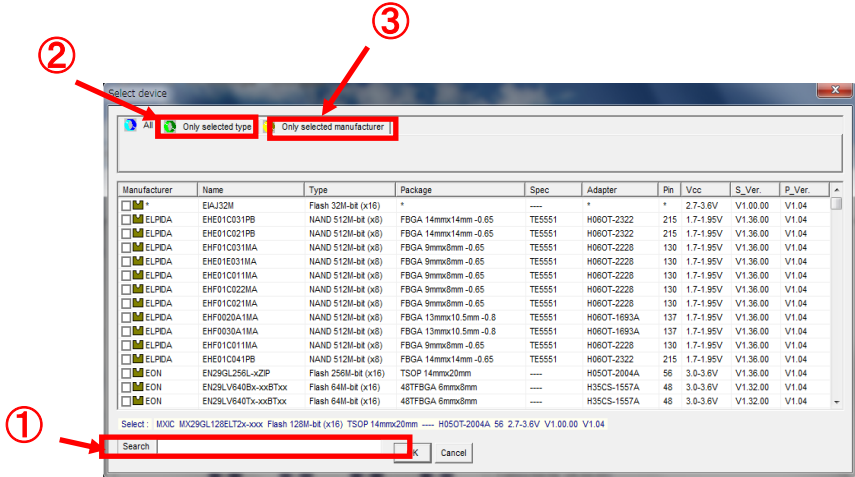 ③
②
Select device
All Only selected type Only selected manufacturer
Manufacturer Name Type Package Spec Adapter Pin Vcc S_Ver. P_Ver.
* EIAJ32M Flash 32M-bit (x16) * ---- * * 2.7-3.6V V1.00.00 V1.04
ELPIDA EHE01C031PB NAND 512M-bit (x8) FBGA 14mmx14mm -0.65 TE5551 H06OT-2322 215 1.7-1.95V V1.36.00 V1.04
ELPIDA EHE01C021PB NAND 512M-bit (x8) FBGA 14mmx14mm -0.65 TE5551 H06OT-2322 215 1.7-1.95V V1.36.00 V1.04
ELPIDA EHF01C031MA NAND 512M-bit (x8) FBGA 9mmx8mm -0.65 TE5551 H06OT-2228 130 1.7-1.95V V1.36.00 V1.04
ELPIDA EHE01E031MA NAND 512M-bit (x8) FBGA 9mmx8mm -0.65 TE5551 H06OT-2228 130 1.7-1.95V V1.36.00 V1.04
ELPIDA EHE01C011MA NAND 512M-bit (x8) FBGA 9mmx8mm -0.65 TE5551 H06OT-2228 130 1.7-1.95V V1.36.00 V1.04
ELPIDA EHF01C022MA NAND 512M-bit (x8) FBGA 9mmx8mm -0.65 TE5551 H06OT-2228 130 1.7-1.95V V1.36.00 V1.04
ELPIDA EHF01C021MA NAND 512M-bit (x8) FBGA 9mmx8mm -0.65 TE5551 H06OT-2228 130 1.7-1.95V V1.36.00 V1.04
ELPIDA EHF0020A1MA NAND 512M-bit (x8) FBGA 13mmx10.5mm -0.8 TE5551 H06OT-1693A 137 1.7-1.95V V1.36.00 V1.04
ELPIDA EHF0030A1MA NAND 512M-bit (x8) FBGA 13mmx10.5mm -0.8 TE5551 H06OT-1693A 137 1.7-1.95V V1.36.00 V1.04
ELPIDA EHF01C011MA NAND 512M-bit (x8) FBGA 9mmx8mm -0.65 TE5551 H06OT-2228 130 1.7-1.95V V1.36.00 V1.04
ELPIDA EHE01C041PB NAND 512M-bit (x8) FBGA 14mmx14mm -0.65 TE5551 H06OT-2322 215 1.7-1.95V V1.36.00 V1.04
EON EN29GL256L-xZIP Flash 256M-bit (x16) TSOP 14mmx20mm ---- H05OT-2004A 56 3.0-3.6V V1.36.00 V1.04
EON EN29LV640Bx-xxBTxx Flash 64M-bit (x16) 48TFBGA 6mmx8mm ---- H35CS-1557A 48 3.0-3.6V V1.32.00 V1.04
EON EN29LV640Tx-xxBTxx Flash 64M-bit (x16) 48TFBGA 6mmx8mm ---- H35CS-1557A 48 3.0-3.6V V1.32.00 V1.04
Select : MXIC MX29GL128ELT2x-xxx Flash 128M-bit (x16) TSOP 14mmx20mm ---- H05OT-2004A 56 2.7-3.6V V1.00.00 V1.04
①
Search
Cancel